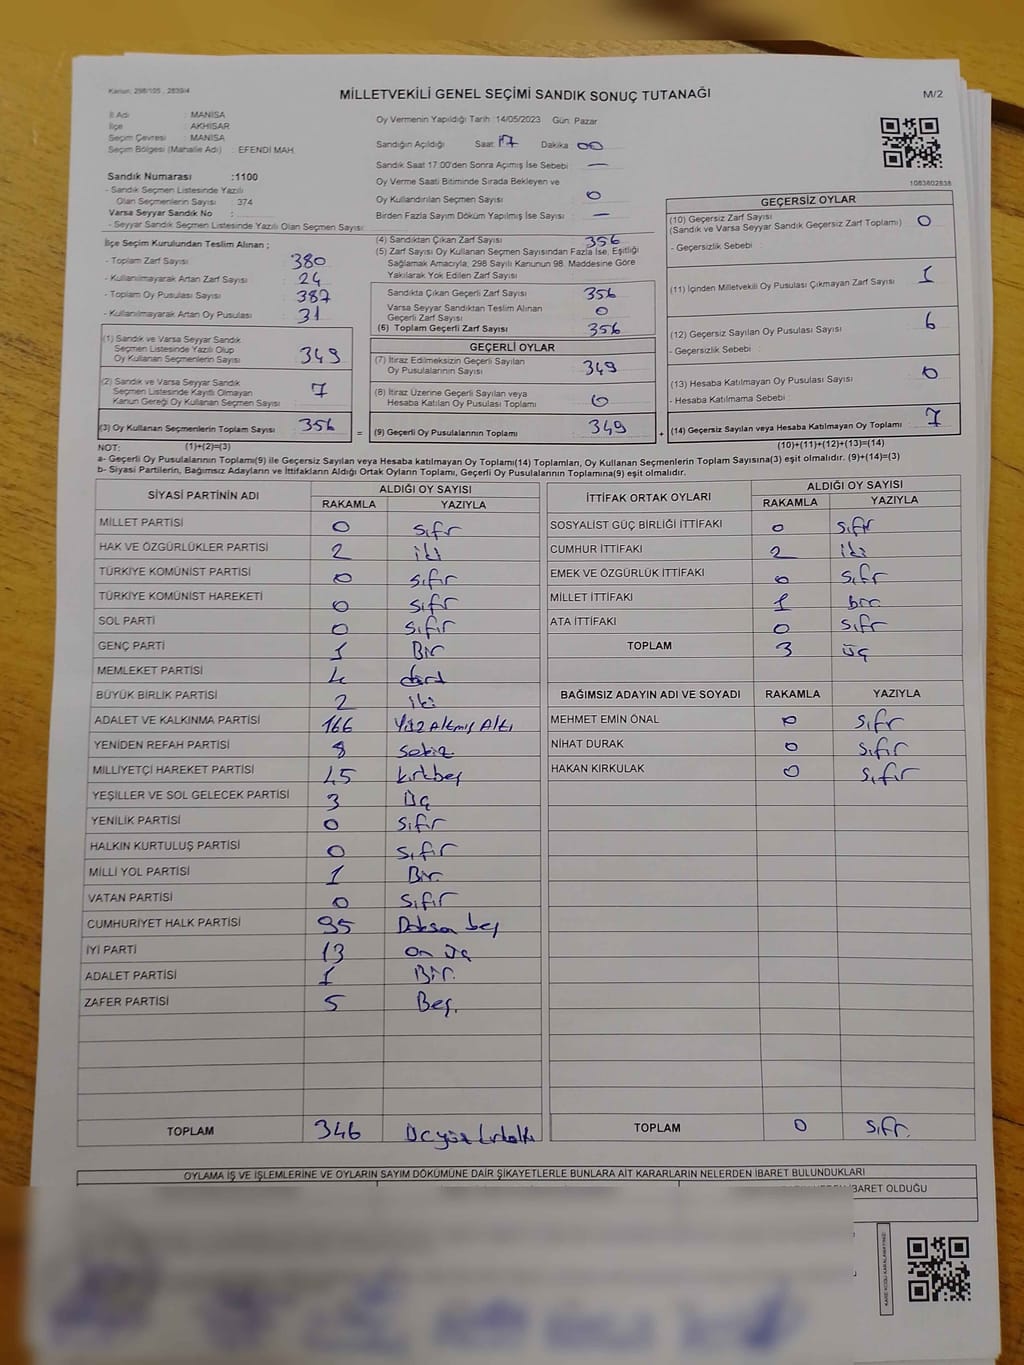 Kanun: 298/105 , 2839/4
MİLLETVEKİLİ GENEL SEÇİMİ SANDIK SONUÇ TUTANAĞI
M/2
İl Adı : MANİSA
İlçe : AKHİSAR
Seçim Çevresi : MANİSA
Seçim Bölgesi (Mahalle Adı) : EFENDİ MAH.
Sandık Numarası :1100
- Sandık Seçmen Listesinde Yazılı
Olan Seçmenlerin Sayısı : 374
Varsa Seyyar Sandık No :
- Seyyar Sandık Seçmen Listesinde Yazılı Olan Seçmen Sayısı :
Oy Vermenin Yapıldığı Tarih :14/05/2023 Gün: Pazar
Sandığın Açıldığı Saat 17 Dakika 00
Sandık Saat 17:00'den Sonra Açımış İse Sebebi —
Oy Verme Saati Bitiminde Sırada Bekleyen ve
Oy Kullandırılan Seçmen Sayısı 0
Birden Fazla Sayım Döküm Yapılmış İse Sayısı —
1083802838
İlçe Seçim Kurulundan Teslim Alınan ;
- Toplam Zarf Sayısı : 380
- Kullanılmayarak Artan Zarf Sayısı : 24
- Toplam Oy Pusulası Sayısı : 387
- Kullanılmayarak Artan Oy Pusulası : 31
(1) Sandık ve Varsa Seyyar Sandık
Seçmen Listesinde Yazılı Olup
Oy Kullanan Seçmenlerin Sayısı : 349
(2) Sandık ve Varsa Seyyar Sandık
Seçmen Listesinde Kayıtlı Olmayan
Kanun Gereği Oy Kullanan Seçmen Sayısı : 7
(3) Oy Kullanan Seçmenlerin Toplam Sayısı : 356
(1)+(2)=(3)
(4) Sandıktan Çıkan Zarf Sayısı 356
(5) Zarf Sayısı Oy Kullanan Seçmen Sayısından Fazla İse, Eşitliği
Sağlamak Amacıyla, 298 Sayılı Kanunun 98. Maddesine Göre
Yakılarak Yok Edilen Zarf Sayısı
Sandıkta Çıkan Geçerli Zarf Sayısı 356
Varsa Seyyar Sandıktan Teslim Alınan
Geçerli Zarf Sayısı 0
(6) Toplam Geçerli Zarf Sayısı 356
GEÇERLİ OYLAR
(7) İtiraz Edilmeksizin Geçerli Sayılan
Oy Pusulalarının Sayısı : 349
(8) İtiraz Üzerine Geçerli Sayılan veya
Hesaba Katılan Oy Pusulası Toplamı 0
= (9) Geçerli Oy Pusulalarının Toplamı : 349
GEÇERSİZ OYLAR
(10) Geçersiz Zarf Sayısı
(Sandık ve Varsa Seyyar Sandık Geçersiz Zarf Toplamı) 0
- Geçersizlik Sebebi :
(11) İçinden Milletvekili Oy Pusulası Çıkmayan Zarf Sayısı 1
(12) Geçersiz Sayılan Oy Pusulası Sayısı 6
- Geçersizlik Sebebi :
(13) Hesaba Katılmayan Oy Pusulası Sayısı 0
- Hesaba Katılmama Sebebi :
+ (14) Geçersiz Sayılan veya Hesaba Katılmayan Oy Toplamı 7
(10)+(11)+(12)+(13)=(14)
NOT:
a- Geçerli Oy Pusulalarının Toplamı(9) ile Geçersiz Sayılan veya Hesaba katılmayan Oy Toplamı(14) Toplamları, Oy Kullanan Seçmenlerin Toplam Sayısına(3) eşit olmalıdır. (9)+(14)=(3)
b- Siyasi Partilerin, Bağımsız Adayların ve İttifakların Aldığı Ortak Oyların Toplamı, Geçerli Oy Pusulalarının Toplamına(9) eşit olmalıdır.
SİYASİ PARTİNİN ADI ALDIĞI OY SAYISI
RAKAMLA YAZIYLA
MİLLET PARTİSİ 0 sıfır
HAK VE ÖZGÜRLÜKLER PARTİSİ 2 iki
TÜRKİYE KOMÜNİST PARTİSİ 0 sıfır
TÜRKİYE KOMÜNİST HAREKETİ 0 sıfır
SOL PARTİ 0 sıfır
GENÇ PARTİ 1 Bir
MEMLEKET PARTİSİ 4 dört
BÜYÜK BİRLİK PARTİSİ 2 iki
ADALET VE KALKINMA PARTİSİ 166 Yüz Altmış Altı
YENİDEN REFAH PARTİSİ 8 sekiz
MİLLİYETÇİ HAREKET PARTİSİ 45 kırkbeş
YEŞİLLER VE SOL GELECEK PARTİSİ 3 Üç
YENİLİK PARTİSİ 0 sıfır
HALKIN KURTULUŞ PARTİSİ 0 sıfır
MİLLİ YOL PARTİSİ 1 Bir
VATAN PARTİSİ 0 sıfır
CUMHURİYET HALK PARTİSİ 95 Doksan beş
İYİ PARTİ 13 on üç
ADALET PARTİSİ 1 Bir.
ZAFER PARTİSİ 5 Beş.
TOPLAM 346 Üçyüz kırkaltı
İTTİFAK ORTAK OYLARI ALDIĞI OY SAYISI
RAKAMLA YAZIYLA
SOSYALİST GÜÇ BİRLİĞİ İTTİFAKI 0 sıfır
CUMHUR İTTİFAKI 2 iki
EMEK VE ÖZGÜRLÜK İTTİFAKI 0 sıfır
MİLLET İTTİFAKI 1 bir
ATA İTTİFAKI 0 sıfır
TOPLAM 3 üç
BAĞIMSIZ ADAYIN ADI VE SOYADI RAKAMLA YAZIYLA
MEHMET EMİN ÖNAL 0 sıfır
NİHAT DURAK 0 sıfır
HAKAN KIRKULAK 0 sıfır
TOPLAM 0 sıfır.
OYLAMA İŞ VE İŞLEMLERİNE VE OYLARIN SAYIM DÖKÜMÜNE DAİR ŞİKAYETLERLE BUNLARA AİT KARARLARIN NELERDEN İBARET BULUNDUKLARI
İBARET OLDUĞU
KARE KODU KARALAMAYINIZ!